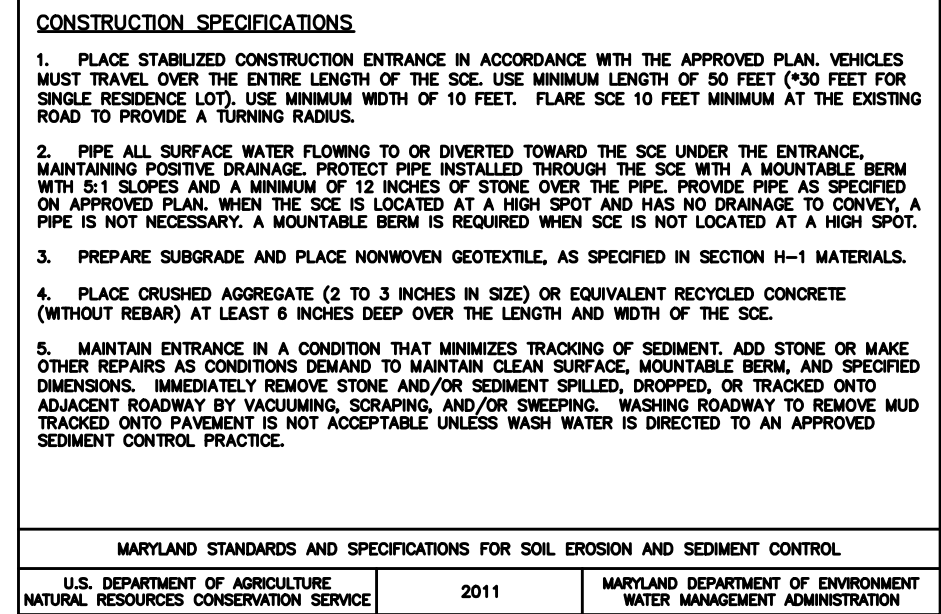 CONSTRUCTION SPECIFICATIONS
1. PLACE STABILIZED CONSTRUCTION ENTRANCE IN ACCORDANCE WITH THE APPROVED PLAN. VEHICLES
MUST TRAVEL OVER THE ENTIRE LENGTH OF THE SCE. USE MINIMUM LENGTH OF 50 FEET (*30 FEET FOR
SINGLE RESIDENCE LOT). USE MINIMUM WIDTH OF 10 FEET. FLARE SCE 10 FEET MINIMUM AT THE EXISTING
ROAD TO PROVIDE A TURNING RADIUS.
2. PIPE ALL SURFACE WATER FLOWING TO OR DIVERTED TOWARD THE SCE UNDER THE ENTRANCE,
MAINTAINING POSITIVE DRAINAGE. PROTECT PIPE INSTALLED THROUGH THE SCE WITH A MOUNTABLE BERM
WITH 5:1 SLOPES AND A MINIMUM OF 12 INCHES OF STONE OVER THE PIPE. PROVIDE PIPE AS SPECIFIED
ON APPROVED PLAN. WHEN THE SCE IS LOCATED AT A HIGH SPOT AND HAS NO DRAINAGE TO CONVEY, A
PIPE IS NOT NECESSARY. A MOUNTABLE BERM IS REQUIRED WHEN SCE IS NOT LOCATED AT A HIGH SPOT.
3. PREPARE SUBGRADE AND PLACE NONWOVEN GEOTEXTILE, AS SPECIFIED IN SECTION H-1 MATERIALS.
4. PLACE CRUSHED AGGREGATE (2 TO 3 INCHES IN SIZE) OR EQUIVALENT RECYCLED CONCRETE
(WITHOUT REBAR) AT LEAST 6 INCHES DEEP OVER THE LENGTH AND WIDTH OF THE SCE.
5. MAINTAIN ENTRANCE IN A CONDITION THAT MINIMIZES TRACKING OF SEDIMENT. ADD STONE OR MAKE
OTHER REPAIRS AS CONDITIONS DEMAND TO MAINTAIN CLEAN SURFACE, MOUNTABLE BERM, AND SPECIFIED
DIMENSIONS. IMMEDIATELY REMOVE STONE AND/OR SEDIMENT SPILLED, DROPPED, OR TRACKED ONTO
ADJACENT ROADWAY BY VACUUMING, SCRAPING, AND/OR SWEEPING. WASHING ROADWAY TO REMOVE MUD
TRACKED ONTO PAVEMENT IS NOT ACCEPTABLE UNLESS WASH WATER IS DIRECTED TO AN APPROVED
SEDIMENT CONTROL PRACTICE.
MARYLAND STANDARDS AND SPECIFICATIONS FOR SOIL EROSION AND SEDIMENT CONTROL
U.S. DEPARTMENT OF AGRICULTURE
NATURAL RESOURCES CONSERVATION SERVICE
2011
MARYLAND DEPARTMENT OF ENVIRONMENT
WATER MANAGEMENT ADMINISTRATION